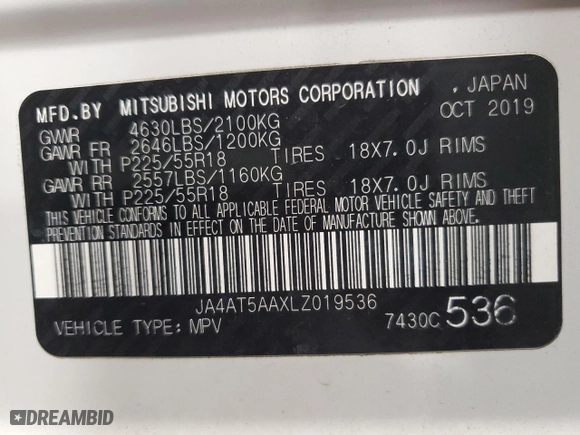 MFD.BY MITSUBISHI MOTORS CORPORATION , JAPAN
GVWR 4630LBS/2100KG OCT 2019
GAWR FR 2646LBS/1200KG
WITH P225/55R18 TIRES 18X7.0J RIMS
GAWR RR 2557LBS/1160KG
WITH P225/55R18 TIRES 18X7.0J RIMS
THIS VEHICLE CONFORMS TO ALL APPLICABLE FEDERAL MOTOR VEHICLE SAFETY AND THEFT
PREVENTION STANDARDS IN EFFECT ON THE DATE OF MANUFACTURE SHOWN ABOVE.
JA4AT5AAXLZ019536
VEHICLE TYPE: MPV 7430C 536
DREAMBID